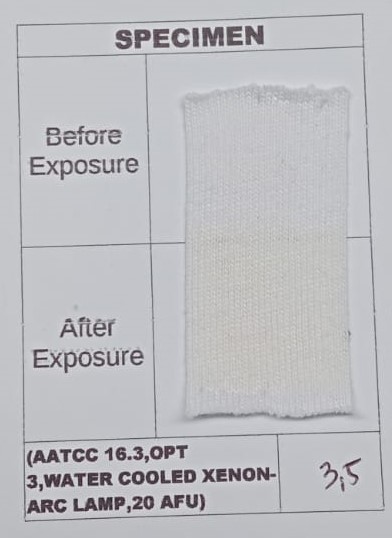 SPECIMEN
Before
Exposure
After
Exposure
(AATCC 16.3,OPT
3,WATER COOLED XENON-
ARC LAMP,20 AFU)
3,5